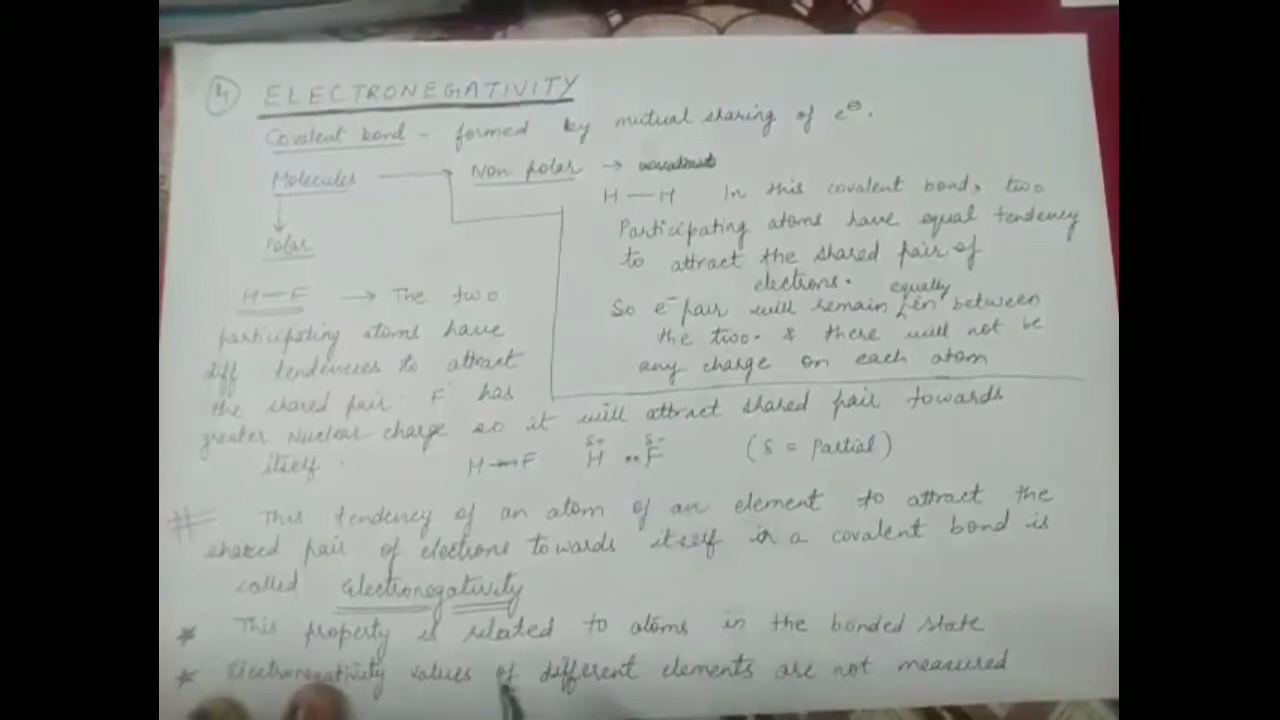 4 ELECTRONEGATIVITY
Covalent bond - formed by mutual sharing of e⊖.
Molecules → Non polar →
H — H In this covalent bond, two
Participating atoms have equal tendency
to attract the shared pair of
elections.
So e⁻ pair will remain equally in between
the two. & there will not be
any charge on each atom
Polar
H—F → The two
participating atoms have
diff tendencies to attract
the shared pair. F has
greater Nuclear charge so it will attract shared pair towards
itself.
H F δ+ H •• δ- F (δ = Partial)
# This tendency of an atom of an element to attract the
shared pair of electrons towards itself in a covalent bond is
called Electronegativity
* This property is related to atoms in the bonded state
* Electronegativity values of different elements are not measured